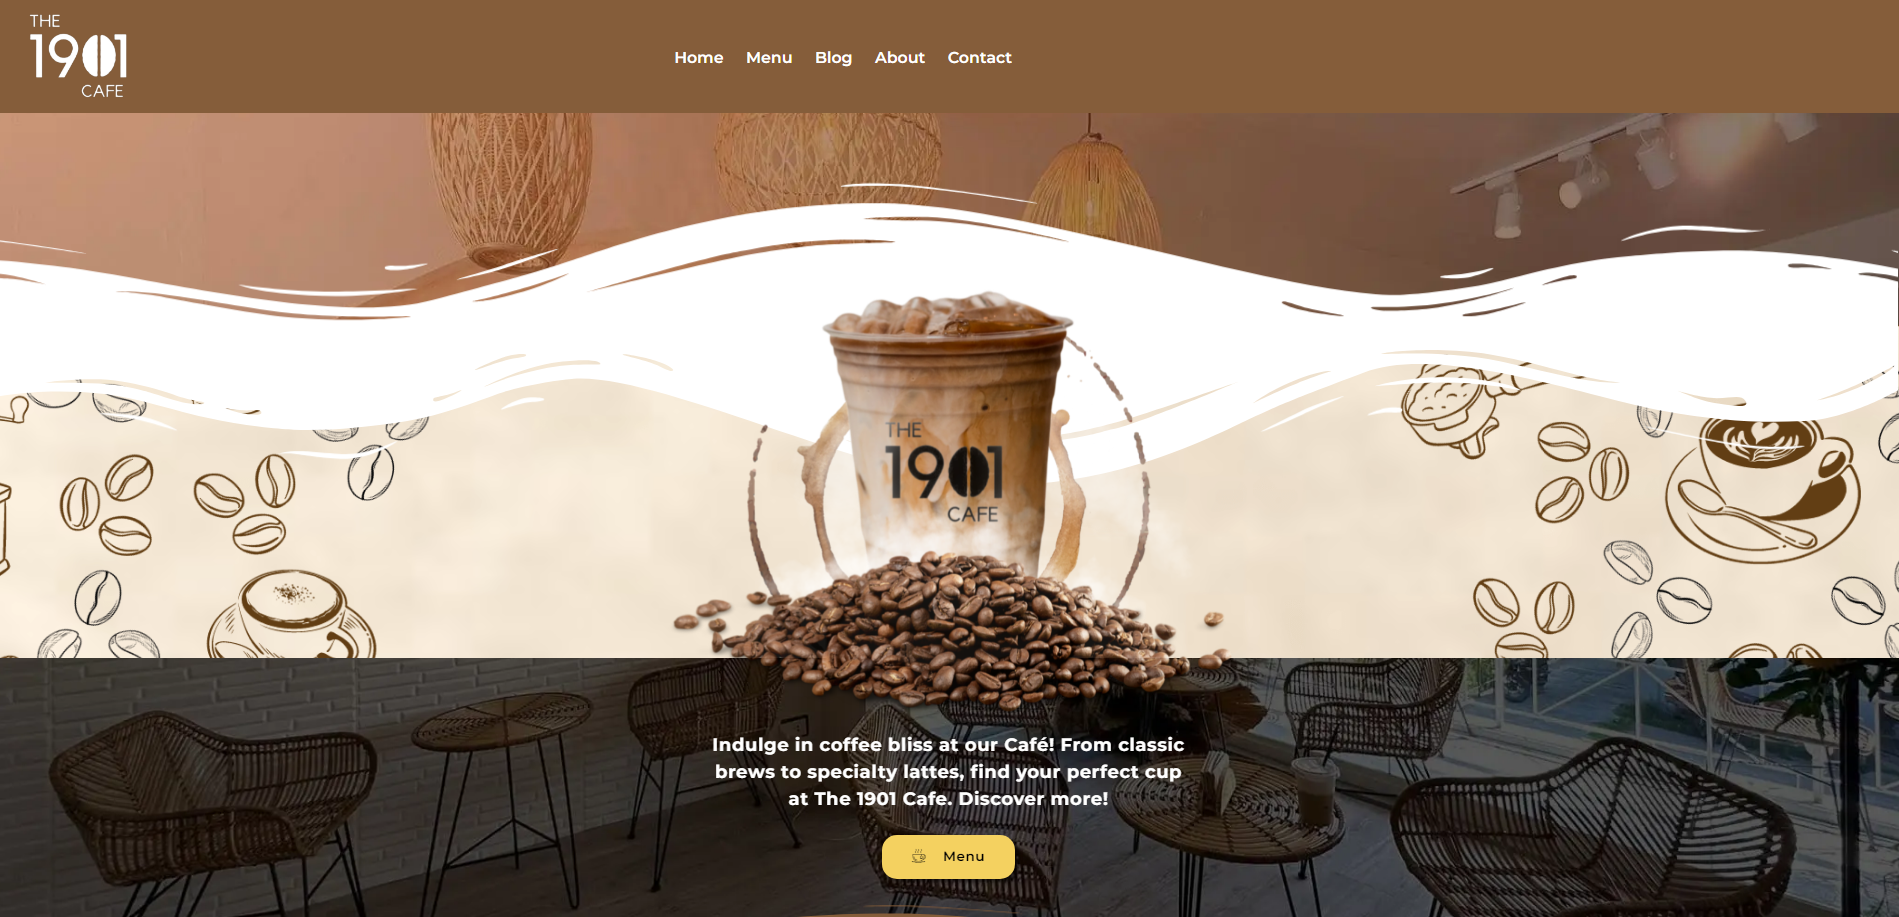 THE
1901
CAFE
Home Menu Blog About Contact
THE
1901
CAFE
Indulge in coffee bliss at our Café! From classic
brews to specialty lattes, find your perfect cup
at The 1901 Cafe. Discover more!
Menu